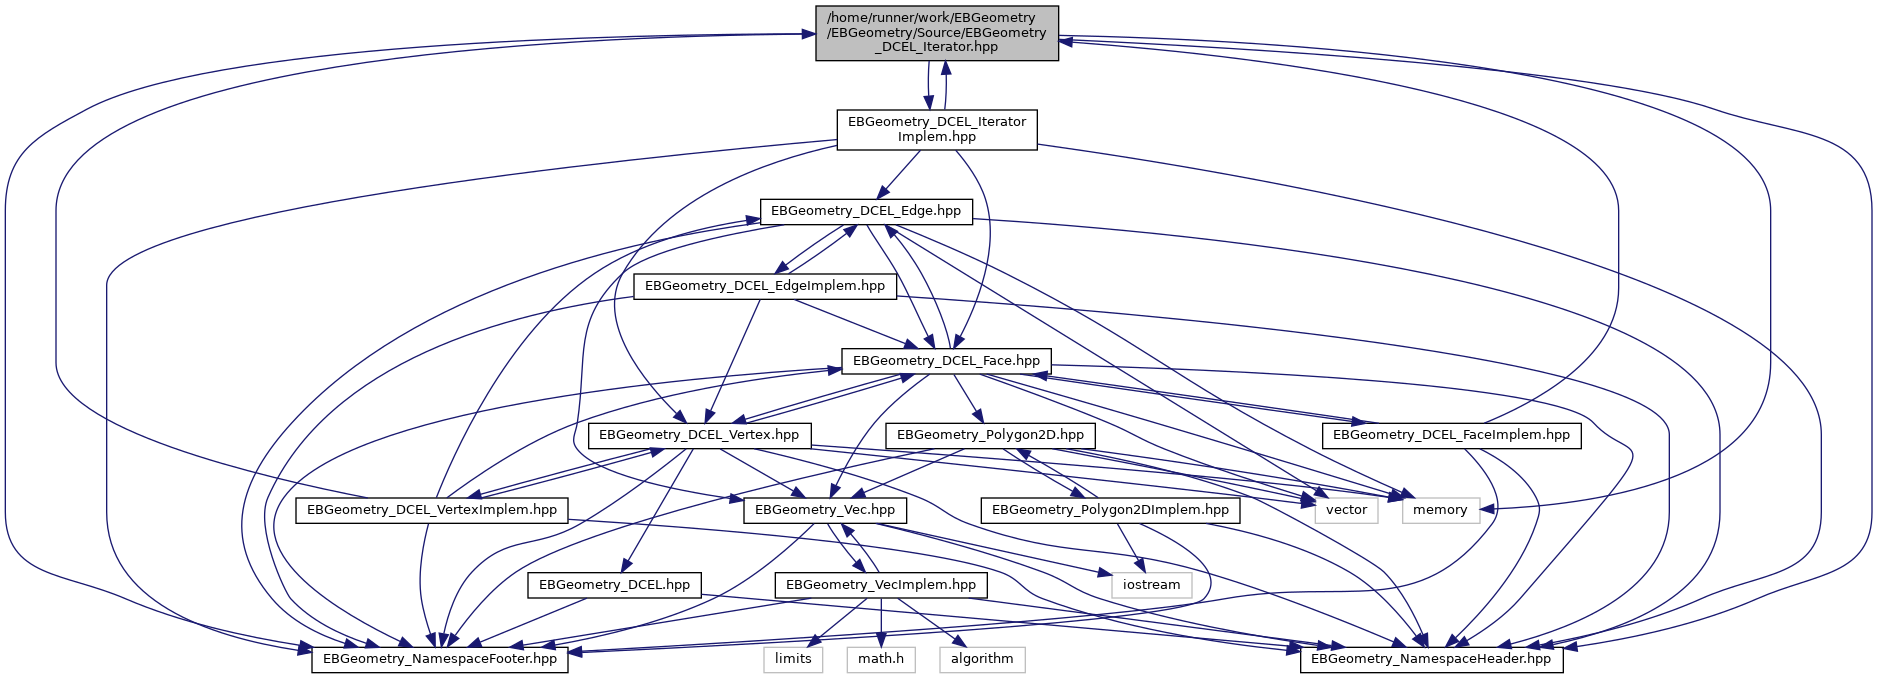 /home/runner/work/EBGeometry
/EBGeometry/Source/EBGeometry
_DCEL_Iterator.hpp
EBGeometry_DCEL_Iterator
Implem.hpp
EBGeometry_DCEL_Edge.hpp
EBGeometry_DCEL_EdgeImplem.hpp
EBGeometry_DCEL_Face.hpp
EBGeometry_DCEL_Vertex.hpp
EBGeometry_Polygon2D.hpp
EBGeometry_DCEL_FaceImplem.hpp
EBGeometry_DCEL_VertexImplem.hpp
EBGeometry_Vec.hpp
EBGeometry_Polygon2DImplem.hpp
vector
memory
EBGeometry_DCEL.hpp
EBGeometry_VecImplem.hpp
iostream
EBGeometry_NamespaceFooter.hpp
limits
math.h
algorithm
EBGeometry_NamespaceHeader.hpp